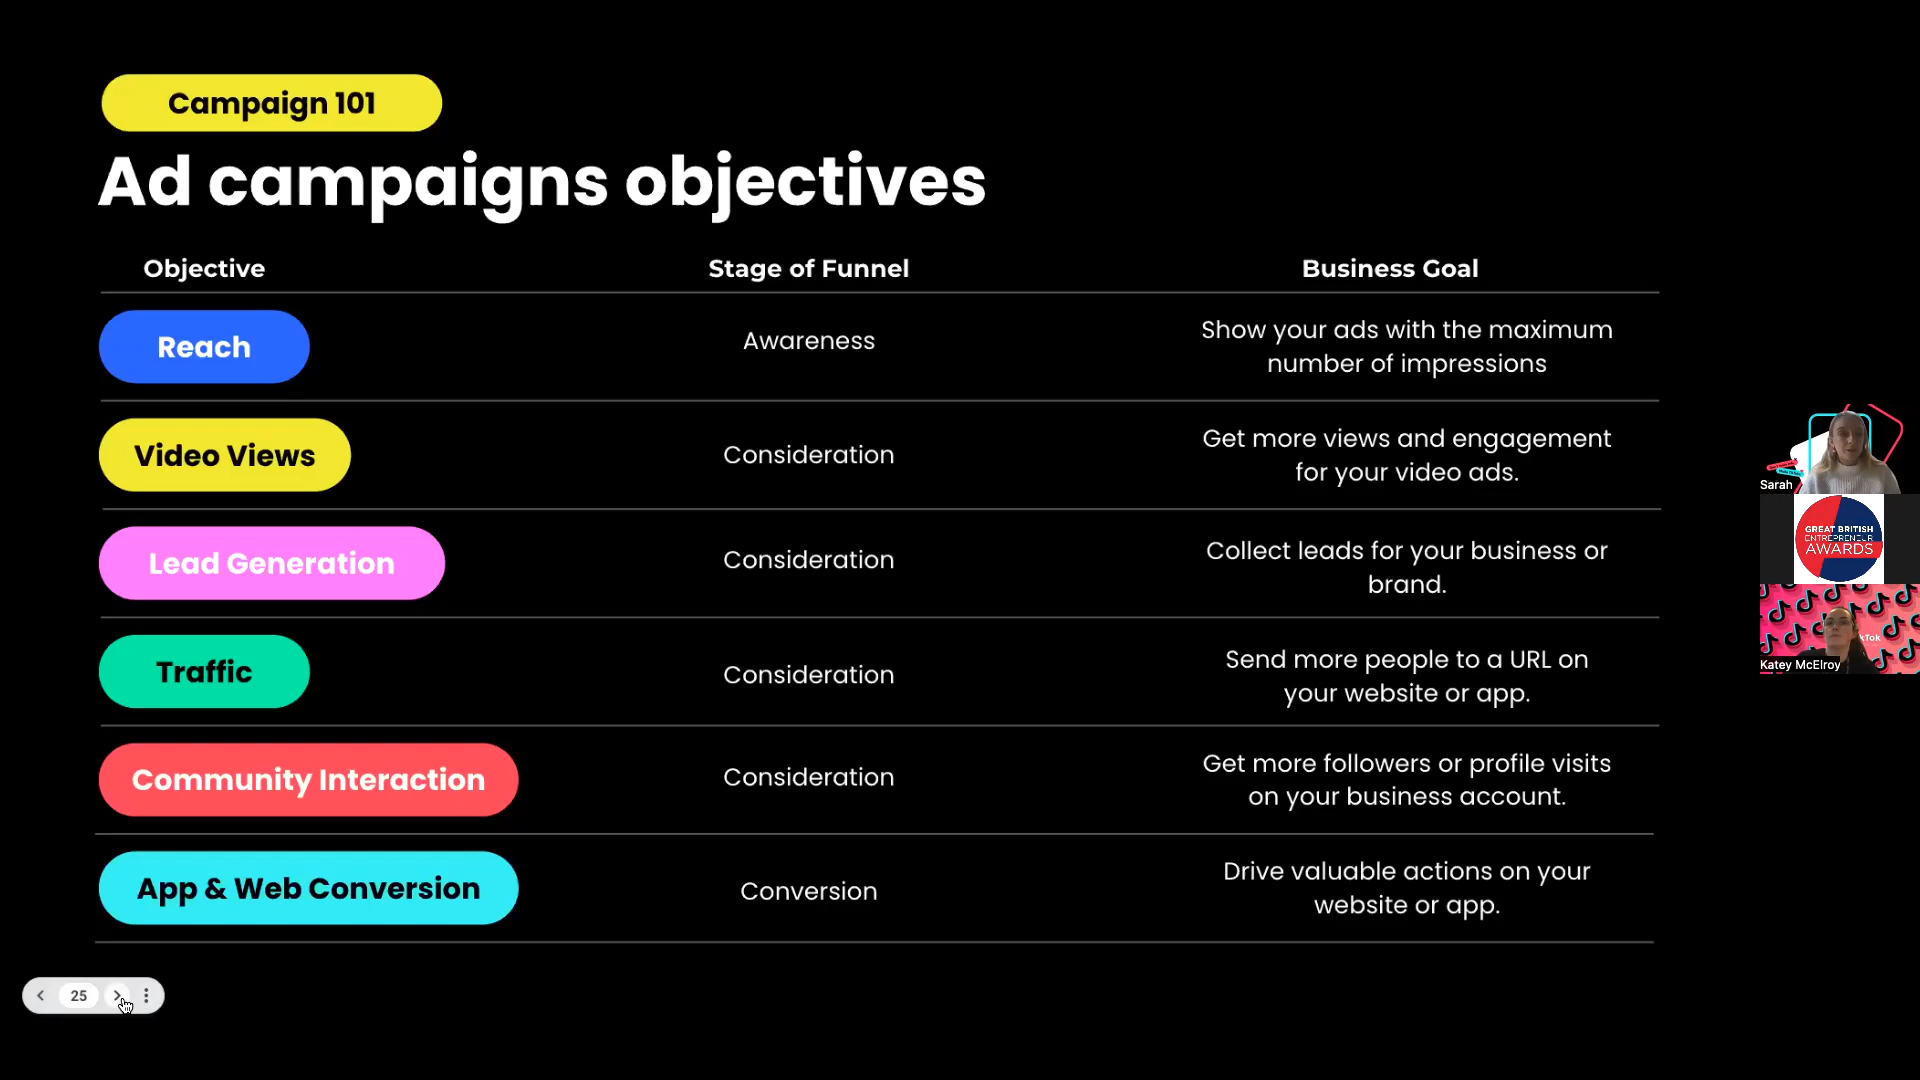 Campaign 101
Ad campaigns objectives
Objective
Stage of Funnel
Business Goal
Reach
Awareness
Show your ads with the maximum
number of impressions
Video Views
Consideration
Get more views and engagement
for your video ads.
Lead Generation
Consideration
Collect leads for your business or
brand.
Traffic
Consideration
Send more people to a URL on
your website or app.
Community Interaction
Consideration
Get more followers or profile visits
on your business account.
App & Web Conversion
Conversion
Drive valuable actions on your
website or app.
25
Sarah
GREAT BRITISH
ENTREPRENEUR
AWARDS
kTok
Katey McElroy